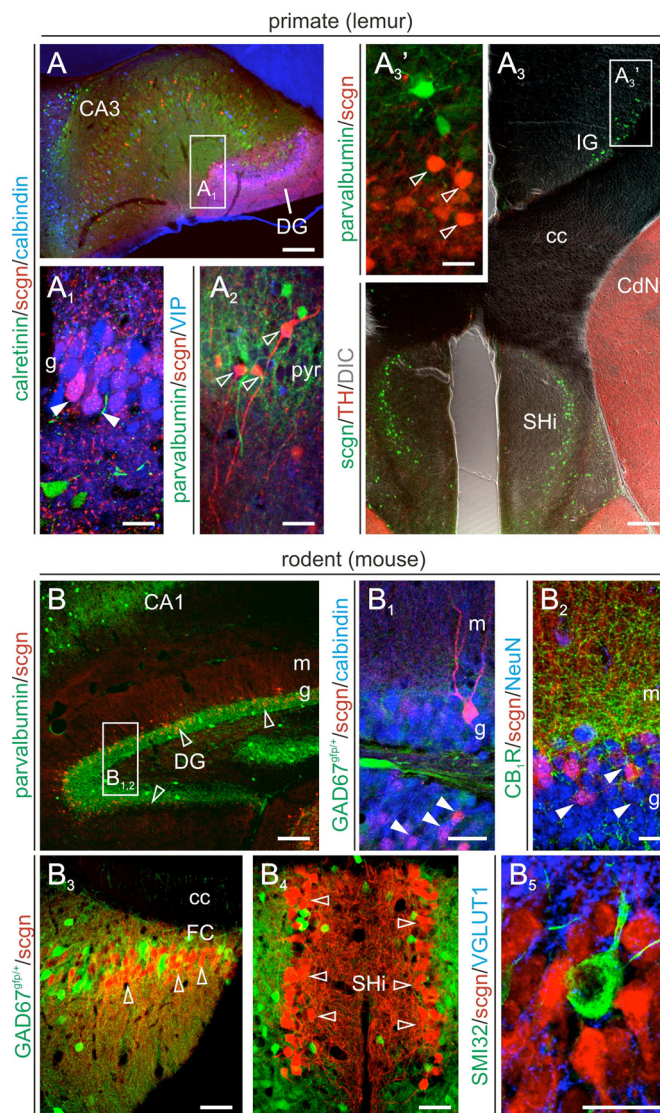 primate (lemur)
A
CA3
A1
DG
calretinin/scgn/calbindin
A1
g
A2
pyr
parvalbumin/scgn/VIP
A3'
parvalbumin/scgn
A3
A3'
IG
cc
CdN
SHi
scgn/TH/DIC
rodent (mouse)
B
CA1
m
g
DG
B1,2
parvalbumin/scgn
B1
m
g
GAD67gfp/+/scgn/calbindin
B2
m
g
CB1R/scgn/NeuN
B3
cc
FC
GAD67gfp/+/scgn
B4
SHi
B5
SMI32/scgn/VGLUT1